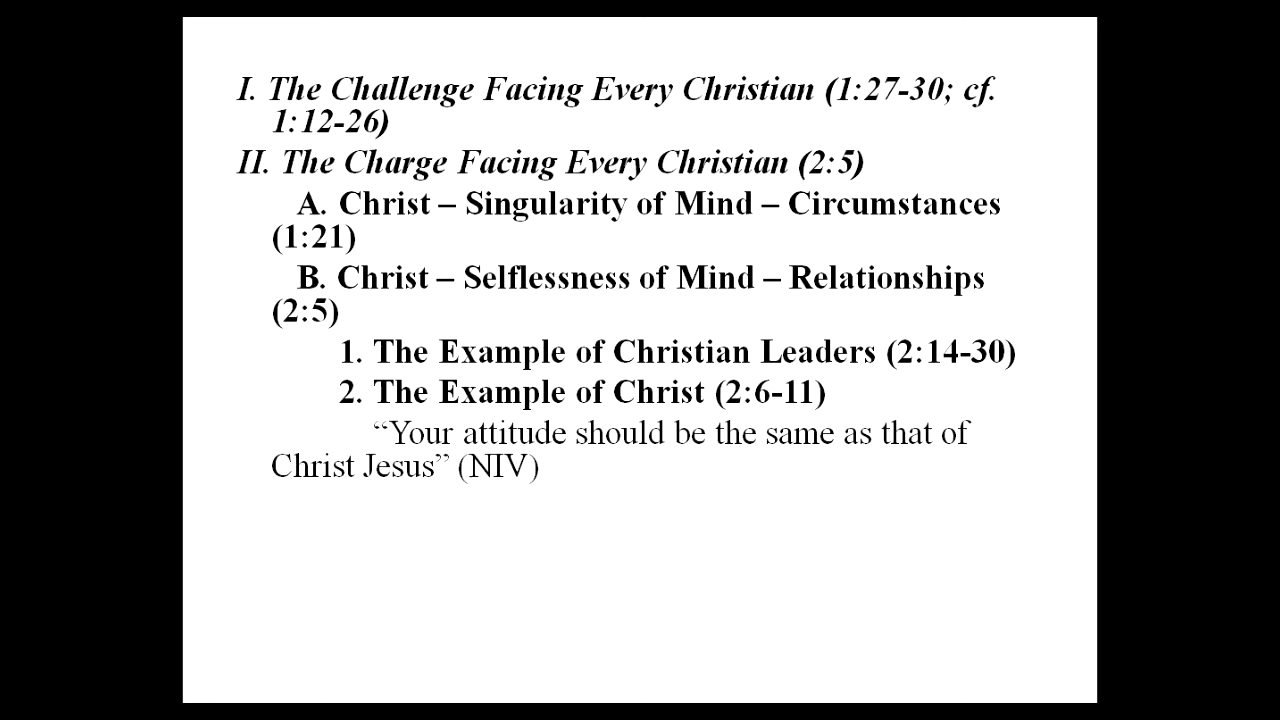 I. The Challenge Facing Every Christian (1:27-30; cf.
1:12-26)
II. The Charge Facing Every Christian (2:5)
A. Christ – Singularity of Mind – Circumstances
(1:21)
B. Christ – Selflessness of Mind – Relationships
(2:5)
1. The Example of Christian Leaders (2:14-30)
2. The Example of Christ (2:6-11)
“Your attitude should be the same as that of
Christ Jesus” (NIV)